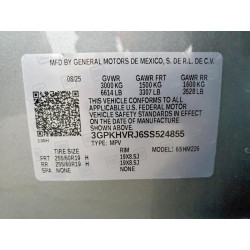 MFD BY GENERAL MOTORS DE MEXICO, S. DE R.L. DE C.V.
08/25 GVWR GAWR FRT GAWR RR
3000 KG 1500 KG 1600 KG
6614 LB 3307 LB 3528 LB
THIS VEHICLE CONFORMS TO ALL
APPLICABLE U.S. FEDERAL MOTOR
VEHICLE SAFETY STANDARDS IN EFFECT
ON THE DATE OF MANUFACTURE
SHOWN ABOVE.
3GPKHVRJ6SS524855
TYPE: MPV
MODEL:
TIRE SIZE RIM
FRT 255/60R19 H 19X8.5J
RR 255/60R19 H 19X8.5J
SPA NONE NONE